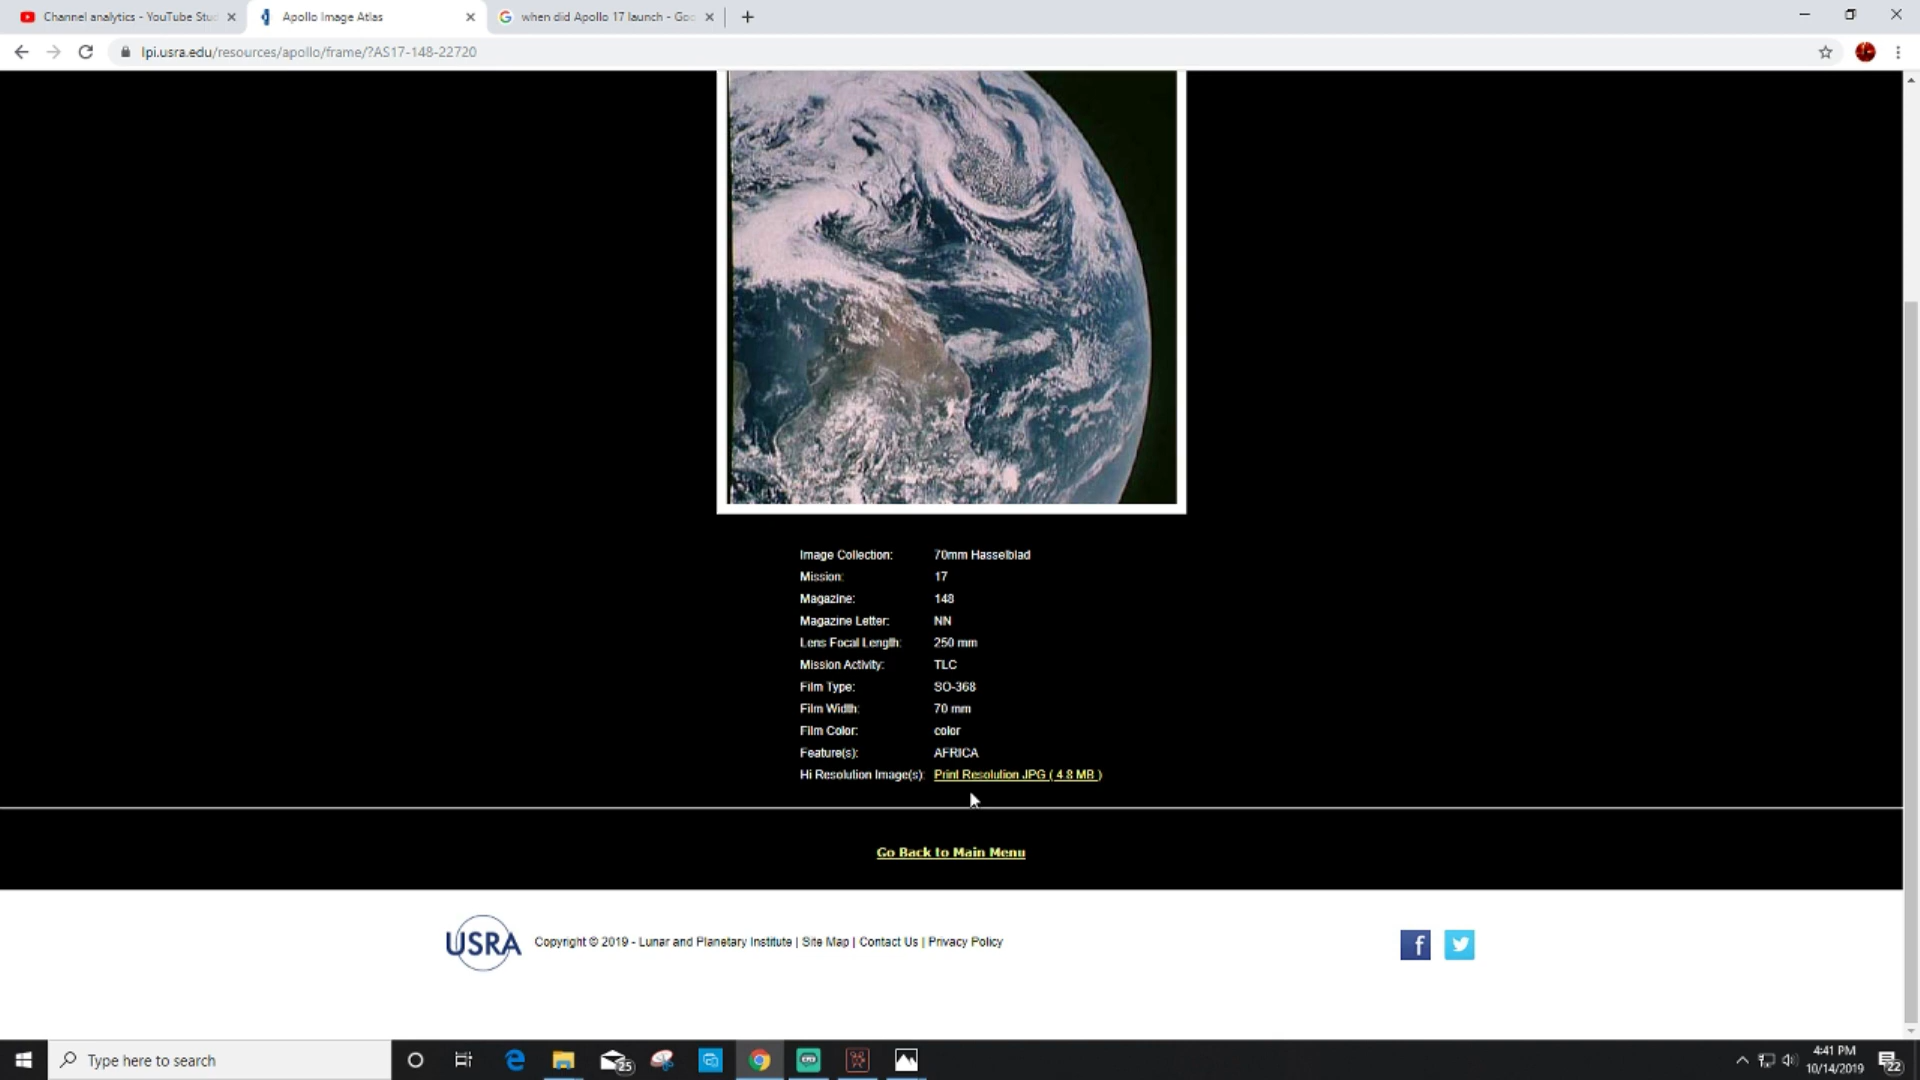 Channel analytics - YouTube Stu
Apollo Image Atlas
when did Apollo 17 launch - Goo
lpi.usra.edu/resources/apollo/frame/?AS17-148-22720
Image Collection: 70mm Hasselblad
Mission: 17
Magazine: 148
Magazine Letter: NN
Lens Focal Length: 250 mm
Mission Activity: TLC
Film Type: SO-368
Film Width: 70 mm
Film Color: color
Feature(s): AFRICA
Hi Resolution Image(s): Print Resolution JPG ( 4.8 MB )
Go Back to Main Menu
USRA
Copyright © 2019 - Lunar and Planetary Institute | Site Map | Contact Us | Privacy Policy
Type here to search
25
4:41 PM
10/14/2019
22